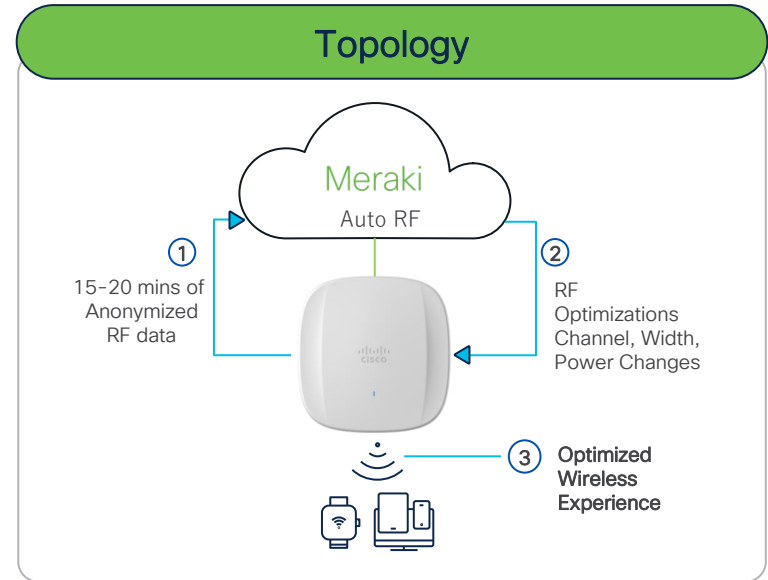 Topology
Meraki
Auto RF
1
15-20 mins of
Anonymized
RF data
2
RF
Optimizations
Channel, Width,
Power Changes
CISCO
3
Optimized
Wireless
Experience